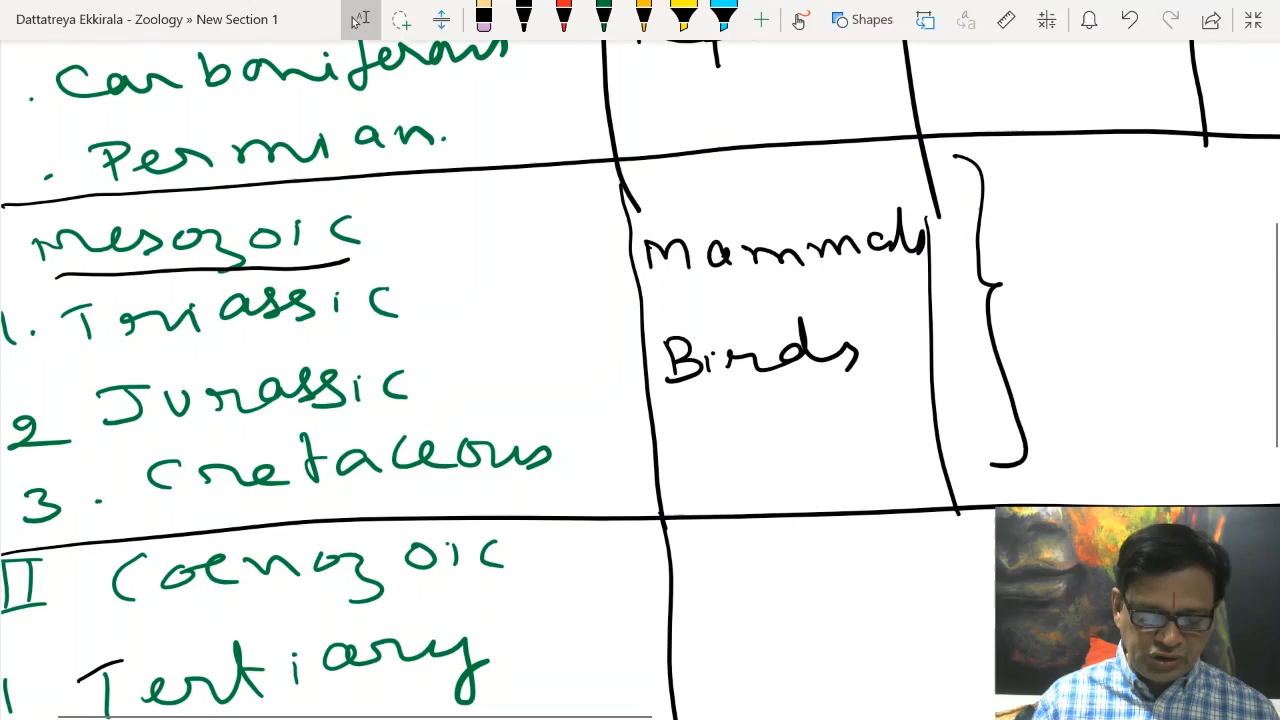 Dattatreya Ekkirala - Zoology » New Section 1
Shapes
. Carboniferous
. Permian.
Mesozoic
Mammals
1. Triassic
Birds
2 Jurassic
3. Cretaceous
II Coenozoic
1 Tertiary